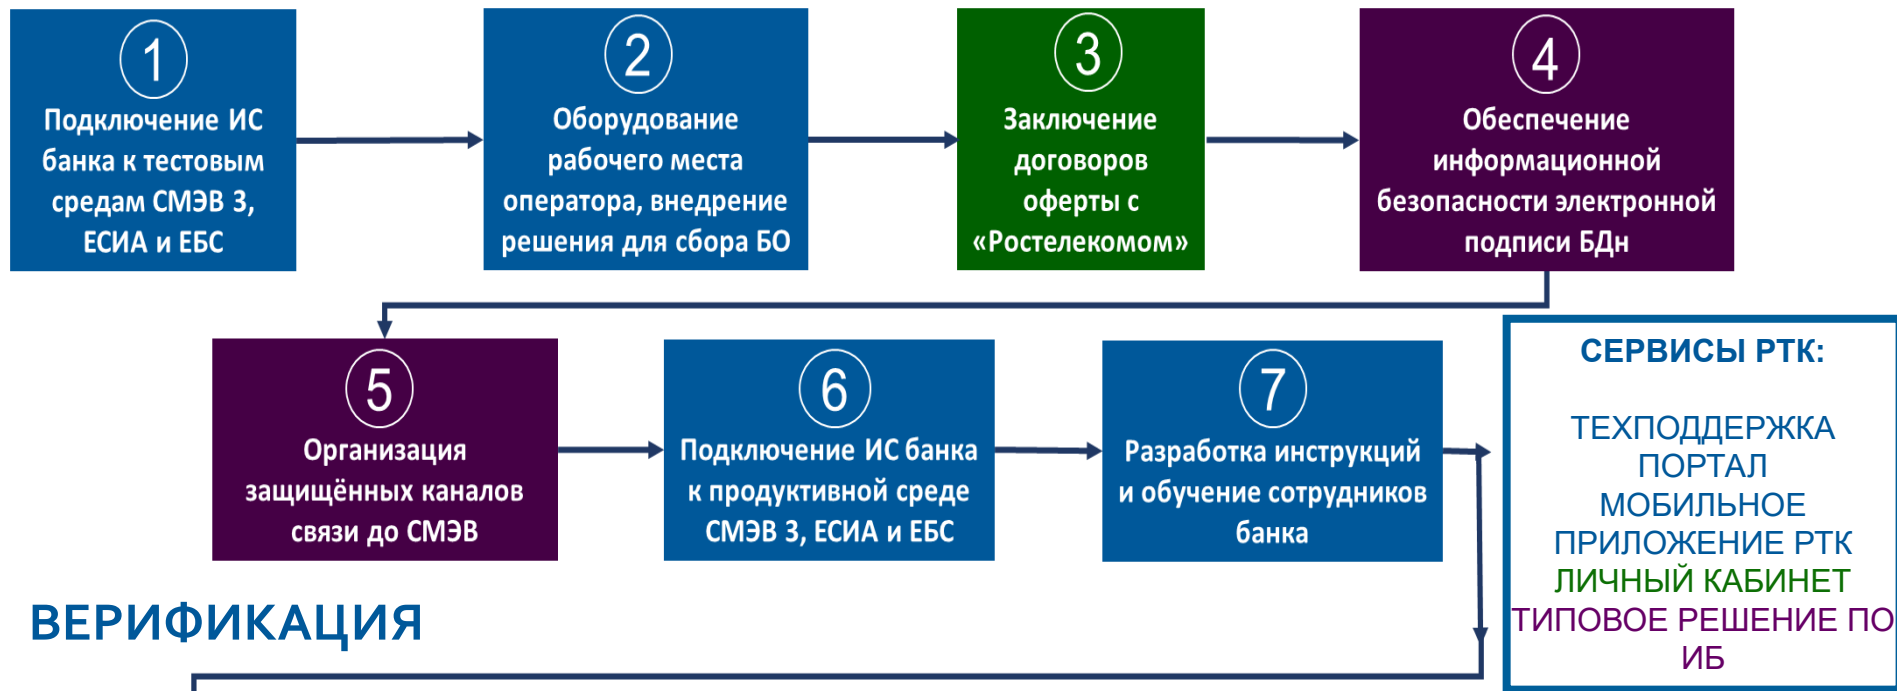 1
Подключение ИС
банка к тестовым
средам СМЭВ 3,
ЕСИА и ЕБС
2
Оборудование
рабочего места
оператора, внедрение
решения для сбора БО
3
Заключение
договоров
оферты с
«Ростелекомом»
4
Обеспечение
информационной
безопасности электронной
подписи БДн
5
Организация
защищённых каналов
связи до СМЭВ
6
Подключение ИС банка
к продуктивной среде
СМЭВ 3, ЕСИА и ЕБС
7
Разработка инструкций
и обучение сотрудников
банка
СЕРВИСЫ РТК:
ТЕХПОДДЕРЖКА
ПОРТАЛ
МОБИЛЬНОЕ
ПРИЛОЖЕНИЕ РТК
ЛИЧНЫЙ КАБИНЕТ
ТИПОВОЕ РЕШЕНИЕ ПО
ИБ
ВЕРИФИКАЦИЯ